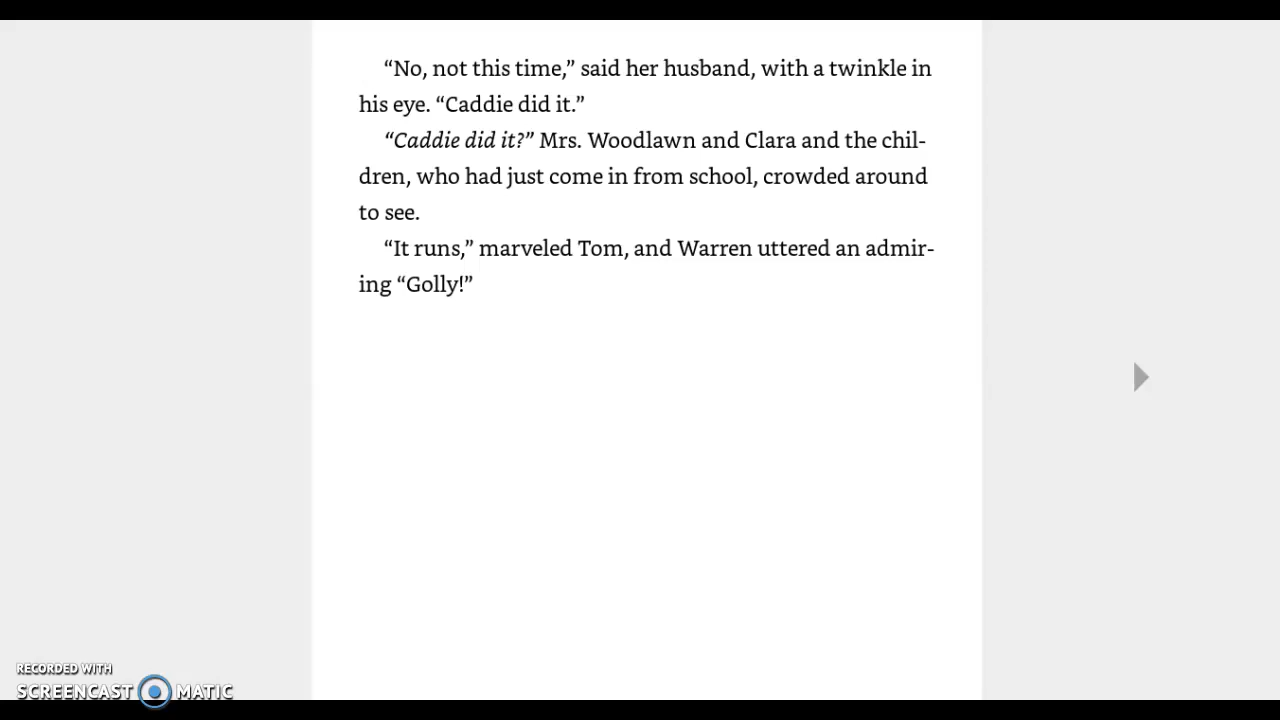 “No, not this time,” said her husband, with a twinkle in
his eye. “Caddie did it.”
“Caddie did it?” Mrs. Woodlawn and Clara and the chil-
dren, who had just come in from school, crowded around
to see.
“It runs,” marveled Tom, and Warren uttered an admir-
ing “Golly!”
RECORDED WITH
SCREENCAST MATIC